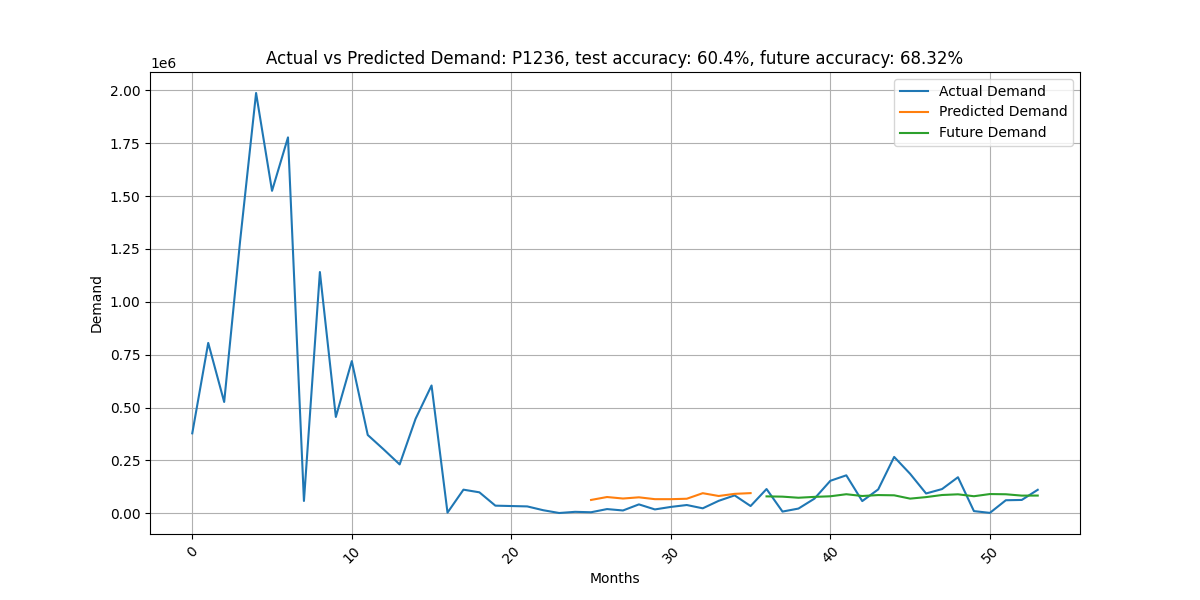 Actual vs Predicted Demand: P1236, test accuracy: 60.4%, future accuracy: 68.32%
1e6
2.00
1.75
1.50
1.25
1.00
0.75
0.50
0.25
0.00
Demand
Actual Demand
Predicted Demand
Future Demand
0 10 20 30 40 50
Months